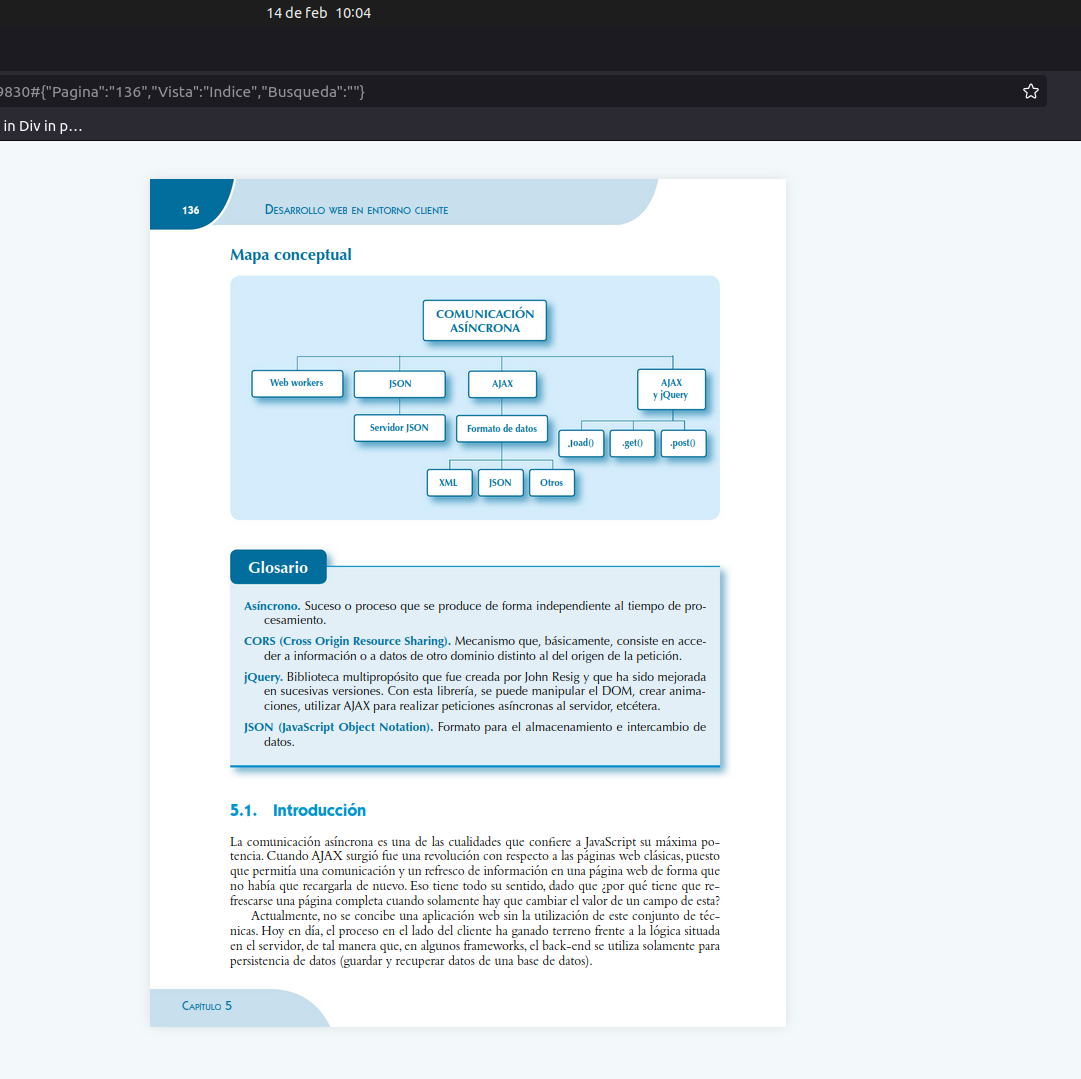 14 de feb 10:04
9830#{"Pagina":"136","Vista":"Indice","Busqueda":""}
in Div in p...
136
DESARROLLO WEB EN ENTORNO CLIENTE
Mapa conceptual
COMUNICACIÓN
ASÍNCRONA
Web workers
JSON
AJAX
AJAX
y jQuery
Servidor JSON
Formato de datos
.load()
.get()
.post()
XML
JSON
Otros
Glosario
Asíncrono. Suceso o proceso que se produce de forma independiente al tiempo de pro-
cesamiento.
CORS (Cross Origin Resource Sharing). Mecanismo que, básicamente, consiste en acce-
der a información o a datos de otro dominio distinto al del origen de la petición.
jQuery. Biblioteca multipropósito que fue creada por John Resig y que ha sido mejorada
en sucesivas versiones. Con esta librería, se puede manipular el DOM, crear anima-
ciones, utilizar AJAX para realizar peticiones asíncronas al servidor, etcétera.
JSON (JavaScript Object Notation). Formato para el almacenamiento e intercambio de
datos.
5.1. Introducción
La comunicación asíncrona es una de las cualidades que confiere a JavaScript su máxima po-
tencia. Cuando AJAX surgió fue una revolución con respecto a las páginas web clásicas, puesto
que permitía una comunicación y un refresco de información en una página web de forma que
no había que recargarla de nuevo. Eso tiene todo su sentido, dado que ¿por qué tiene que re-
frescarse una página completa cuando solamente hay que cambiar el valor de un campo de esta?
Actualmente, no se concibe una aplicación web sin la utilización de este conjunto de téc-
nicas. Hoy en día, el proceso en el lado del cliente ha ganado terreno frente a la lógica situada
en el servidor, de tal manera que, en algunos frameworks, el back-end se utiliza solamente para
persistencia de datos (guardar y recuperar datos de una base de datos).
CAPÍTULO 5